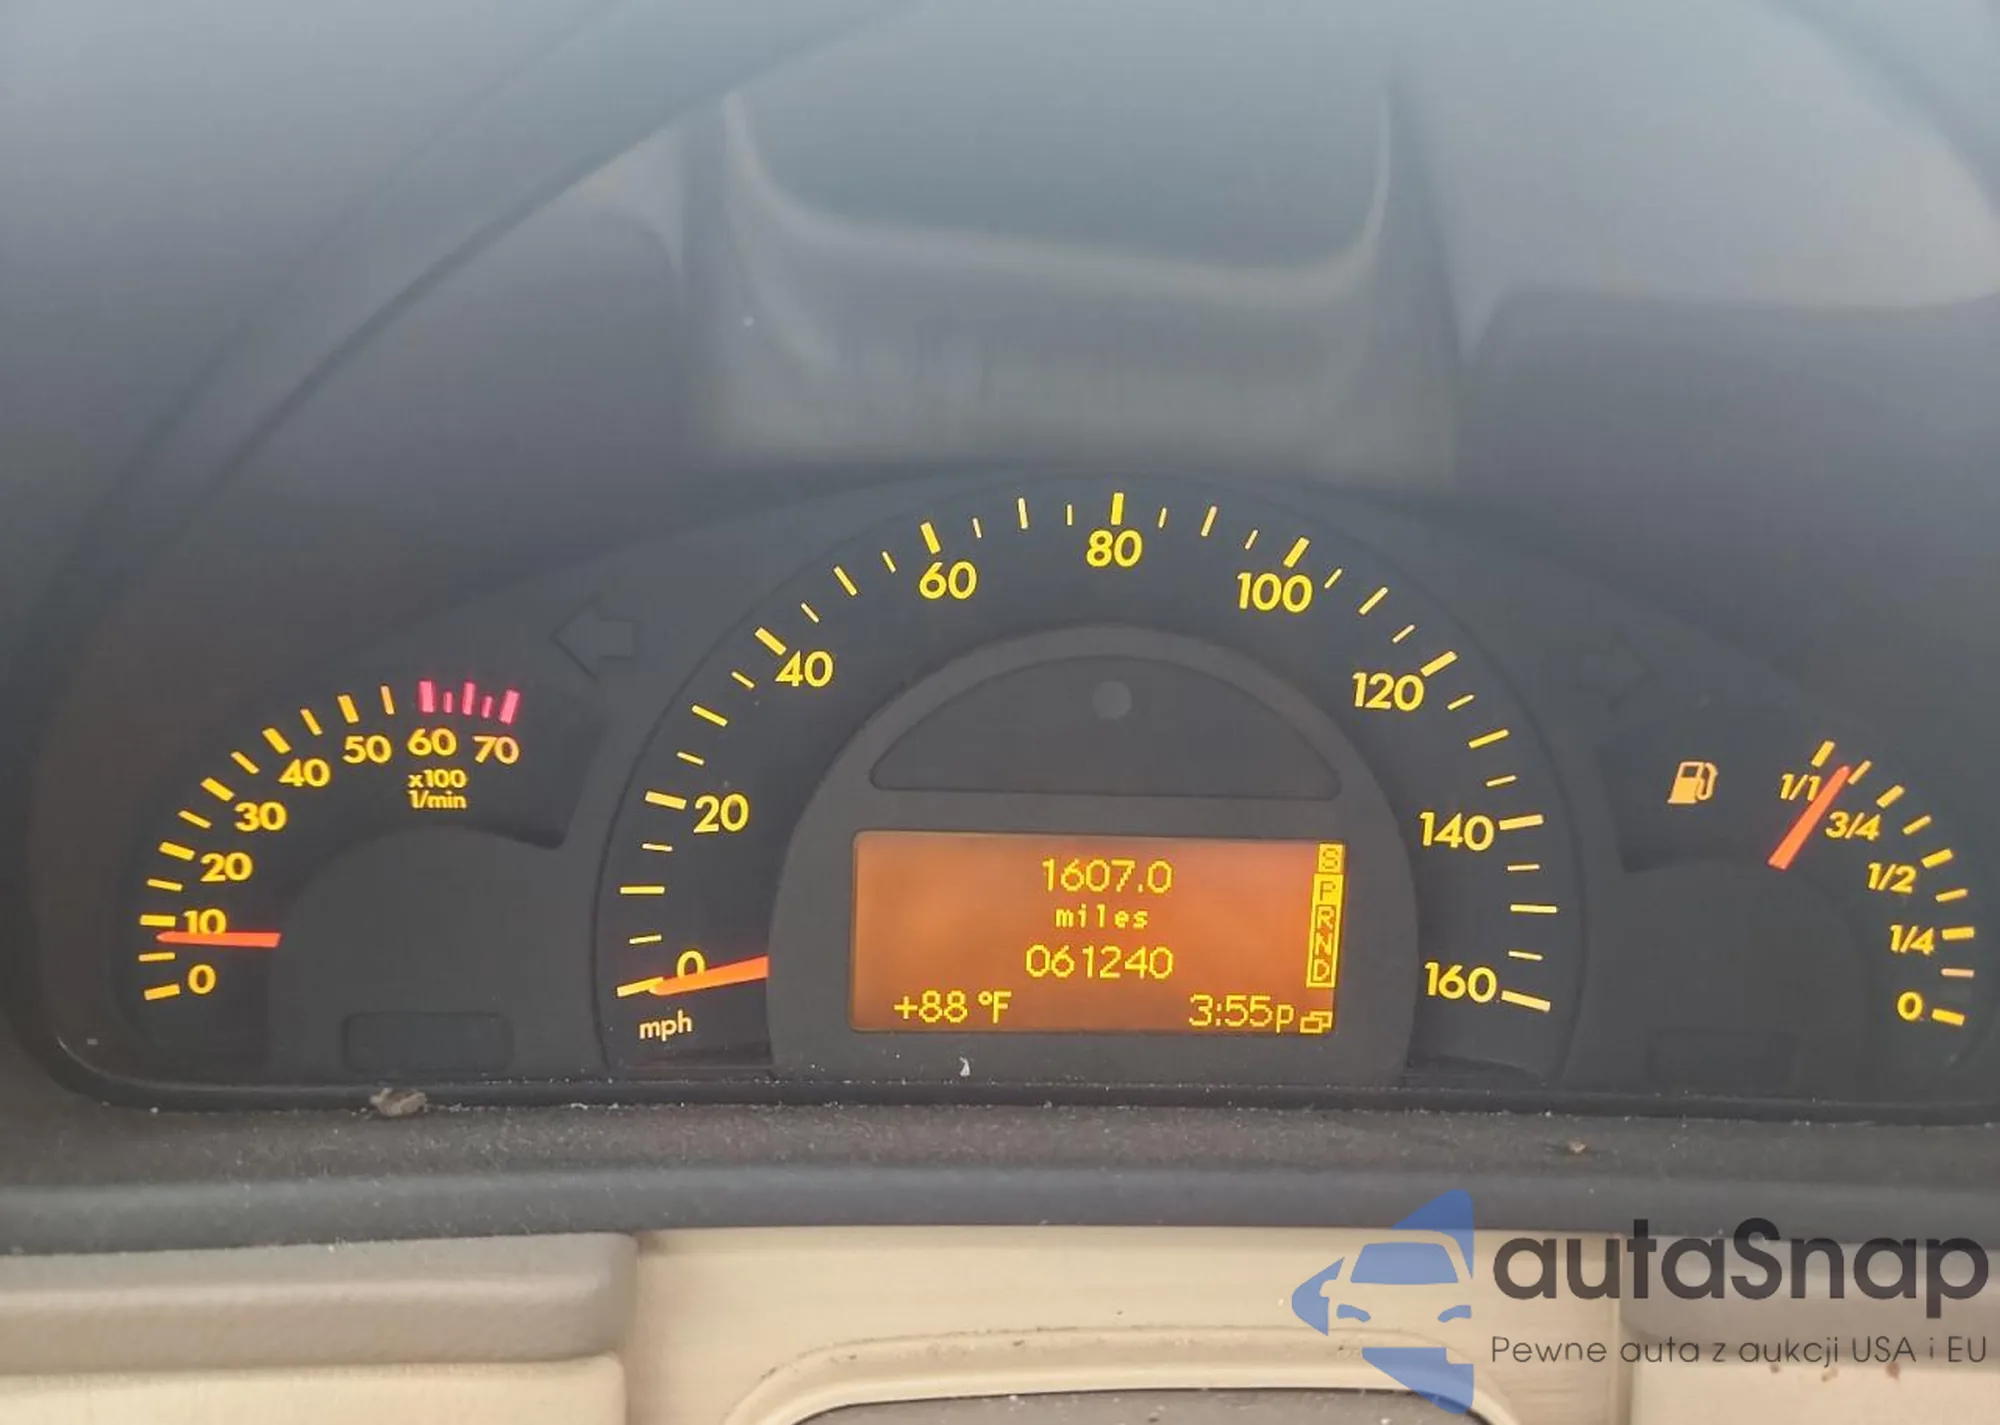 0
10
20
30
40
50
60
70
x100
1/min
0
20
40
60
80
100
120
140
160
mph
1607.0
miles
061240
+88 °F
3:55p
S
P
R
N
D
1/1
3/4
1/2
1/4
0
autaSnap
Pewne auta z aukcji USA i EU